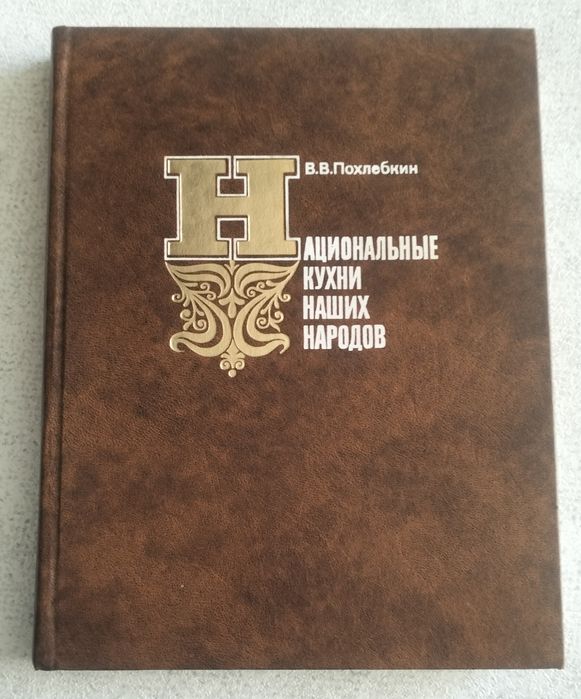 В.В.Похлебкин
НАЦИОНАЛЬНЫЕ
КУХНИ
НАШИХ
НАРОДОВ